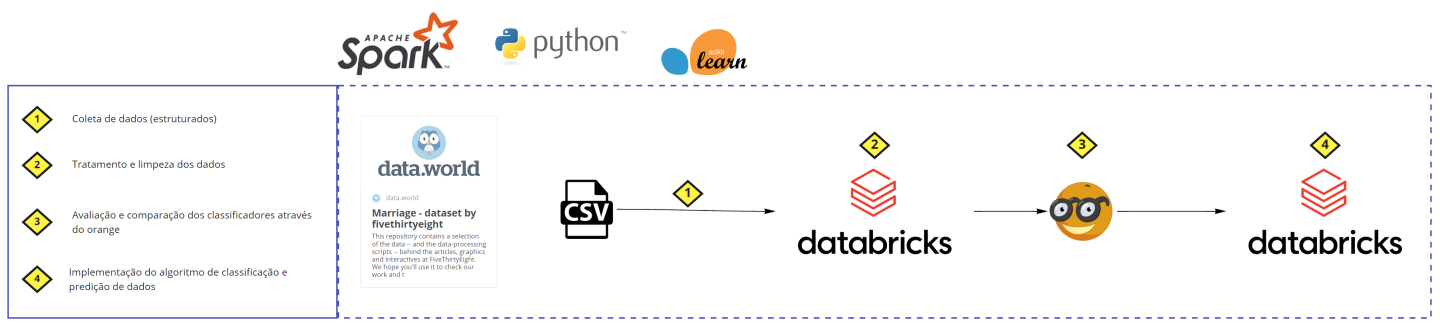 APACHE
Spark™
python™
scikit
learn
1
Coleta de dados (estruturados)
2
Tratamento e limpeza dos dados
3
Avaliação e comparação dos classificadores através
do orange
4
Implementação do algoritmo de classificação e
predição de dados
data.world
data.world
Marriage - dataset by
fivethirtyeight
This repository contains a selection
of the data -- and the data-processing
scripts -- behind the articles, graphics
and interactives at FiveThirtyEight.
We hope you'll use it to check our
work and t
CSV
1
2
databricks
3
4
databricks